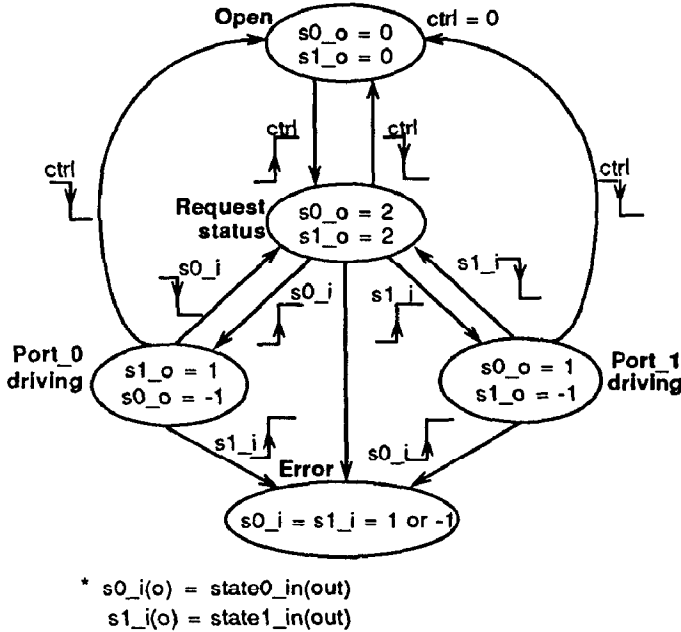 Open
s0_o = 0
s1_o = 0
ctrl = 0
ctrl
ctrl
ctrl
ctrl
Request
status
s0_o = 2
s1_o = 2
s0_i
s0_i
s1_i
s1_i
Port_0
driving
s1_o = 1
s0_o = -1
s0_o = 1
s1_o = -1
Port_1
driving
s1_i
s0_i
Error
s0_i = s1_i = 1 or -1
* s0_i(o) = state0_in(out)
s1_i(o) = state1_in(out)